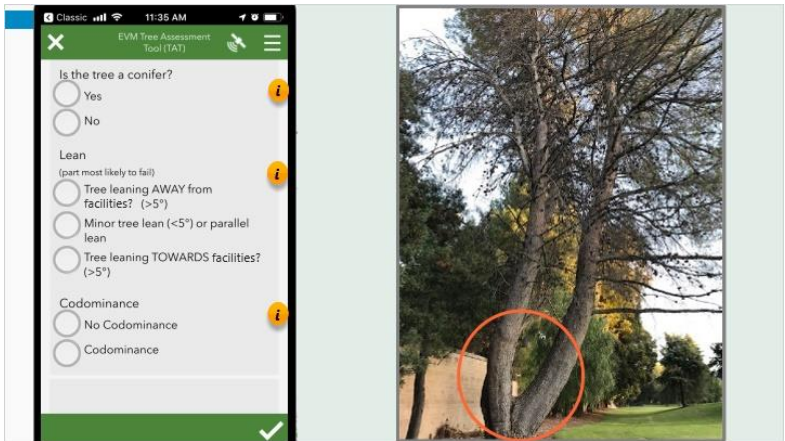 Classic 11:35 AM
EVM Tree Assessment
Tool (TAT)
Is the tree a conifer?
i
Yes
No
Lean
(part most likely to fail)
i
Tree leaning AWAY from
facilities? (>5°)
Minor tree lean (<5°) or parallel
lean
Tree leaning TOWARDS facilities?
(>5°)
Codominance
i
No Codominance
Codominance